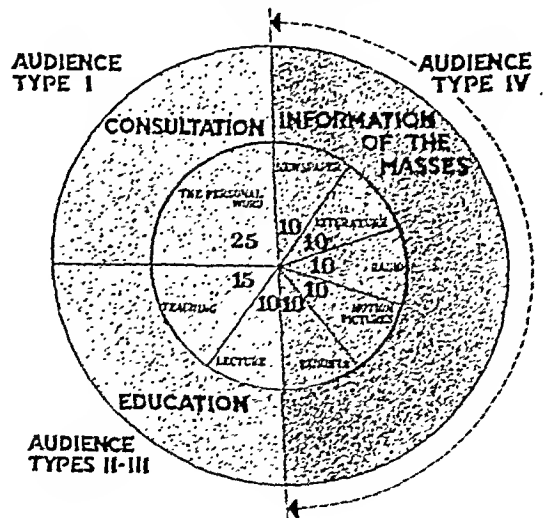 AUDIENCE
TYPE I
AUDIENCE
TYPE IV
CONSULTATION
INFORMATION
OF THE
MASSES
NEWSPAPER
THE PERSONAL
WORD
LITERATURE
25
10
10
10
RADIO
10
MOTION
PICTURES
15
10
10
TEACHING
LECTURE
EDUCATION
AUDIENCE
TYPES II-III